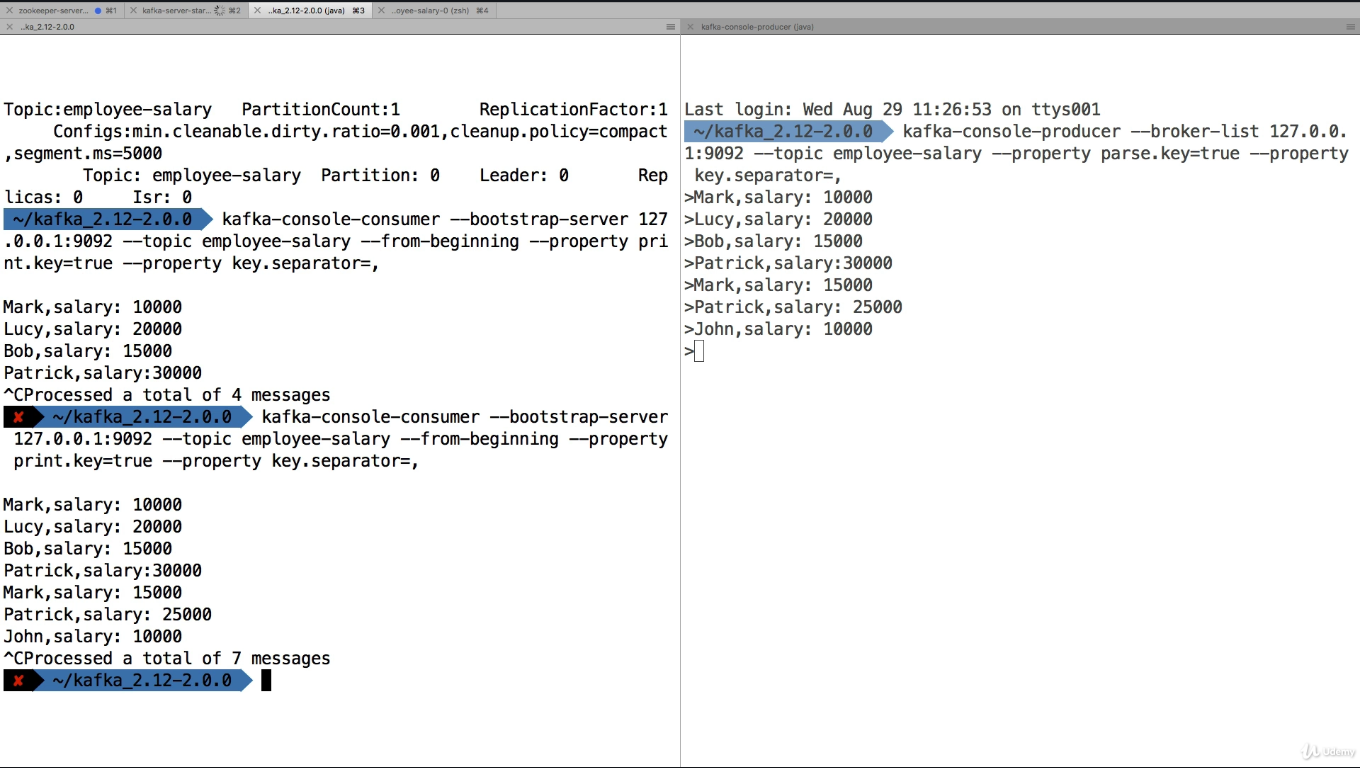 zookeeper-server... ⌘1 kafka-server-star... ⌘2 ..ka_2.12-2.0.0 (java) ⌘3 ...oyee-salary-0 (zsh) ⌘4
..ka_2.12-2.0.0
kafka-console-producer (java)
Topic:employee-salary PartitionCount:1 ReplicationFactor:1
Configs:min.cleanable.dirty.ratio=0.001,cleanup.policy=compact
,segment.ms=5000
Topic: employee-salary Partition: 0 Leader: 0 Rep
licas: 0 Isr: 0
~/kafka_2.12-2.0.0 kafka-console-consumer --bootstrap-server 127
.0.0.1:9092 --topic employee-salary --from-beginning --property pri
nt.key=true --property key.separator=,
Mark,salary: 10000
Lucy,salary: 20000
Bob,salary: 15000
Patrick,salary:30000
^CProcessed a total of 4 messages
✘ ~/kafka_2.12-2.0.0 kafka-console-consumer --bootstrap-server
127.0.0.1:9092 --topic employee-salary --from-beginning --property
print.key=true --property key.separator=,
Mark,salary: 10000
Lucy,salary: 20000
Bob,salary: 15000
Patrick,salary:30000
Mark,salary: 15000
Patrick,salary: 25000
John,salary: 10000
^CProcessed a total of 7 messages
✘ ~/kafka_2.12-2.0.0
Last login: Wed Aug 29 11:26:53 on ttys001
~/kafka_2.12-2.0.0 kafka-console-producer --broker-list 127.0.0.
1:9092 --topic employee-salary --property parse.key=true --property
key.separator=,
>Mark,salary: 10000
>Lucy,salary: 20000
>Bob,salary: 15000
>Patrick,salary:30000
>Mark,salary: 15000
>Patrick,salary: 25000
>John,salary: 10000
>
Udemy